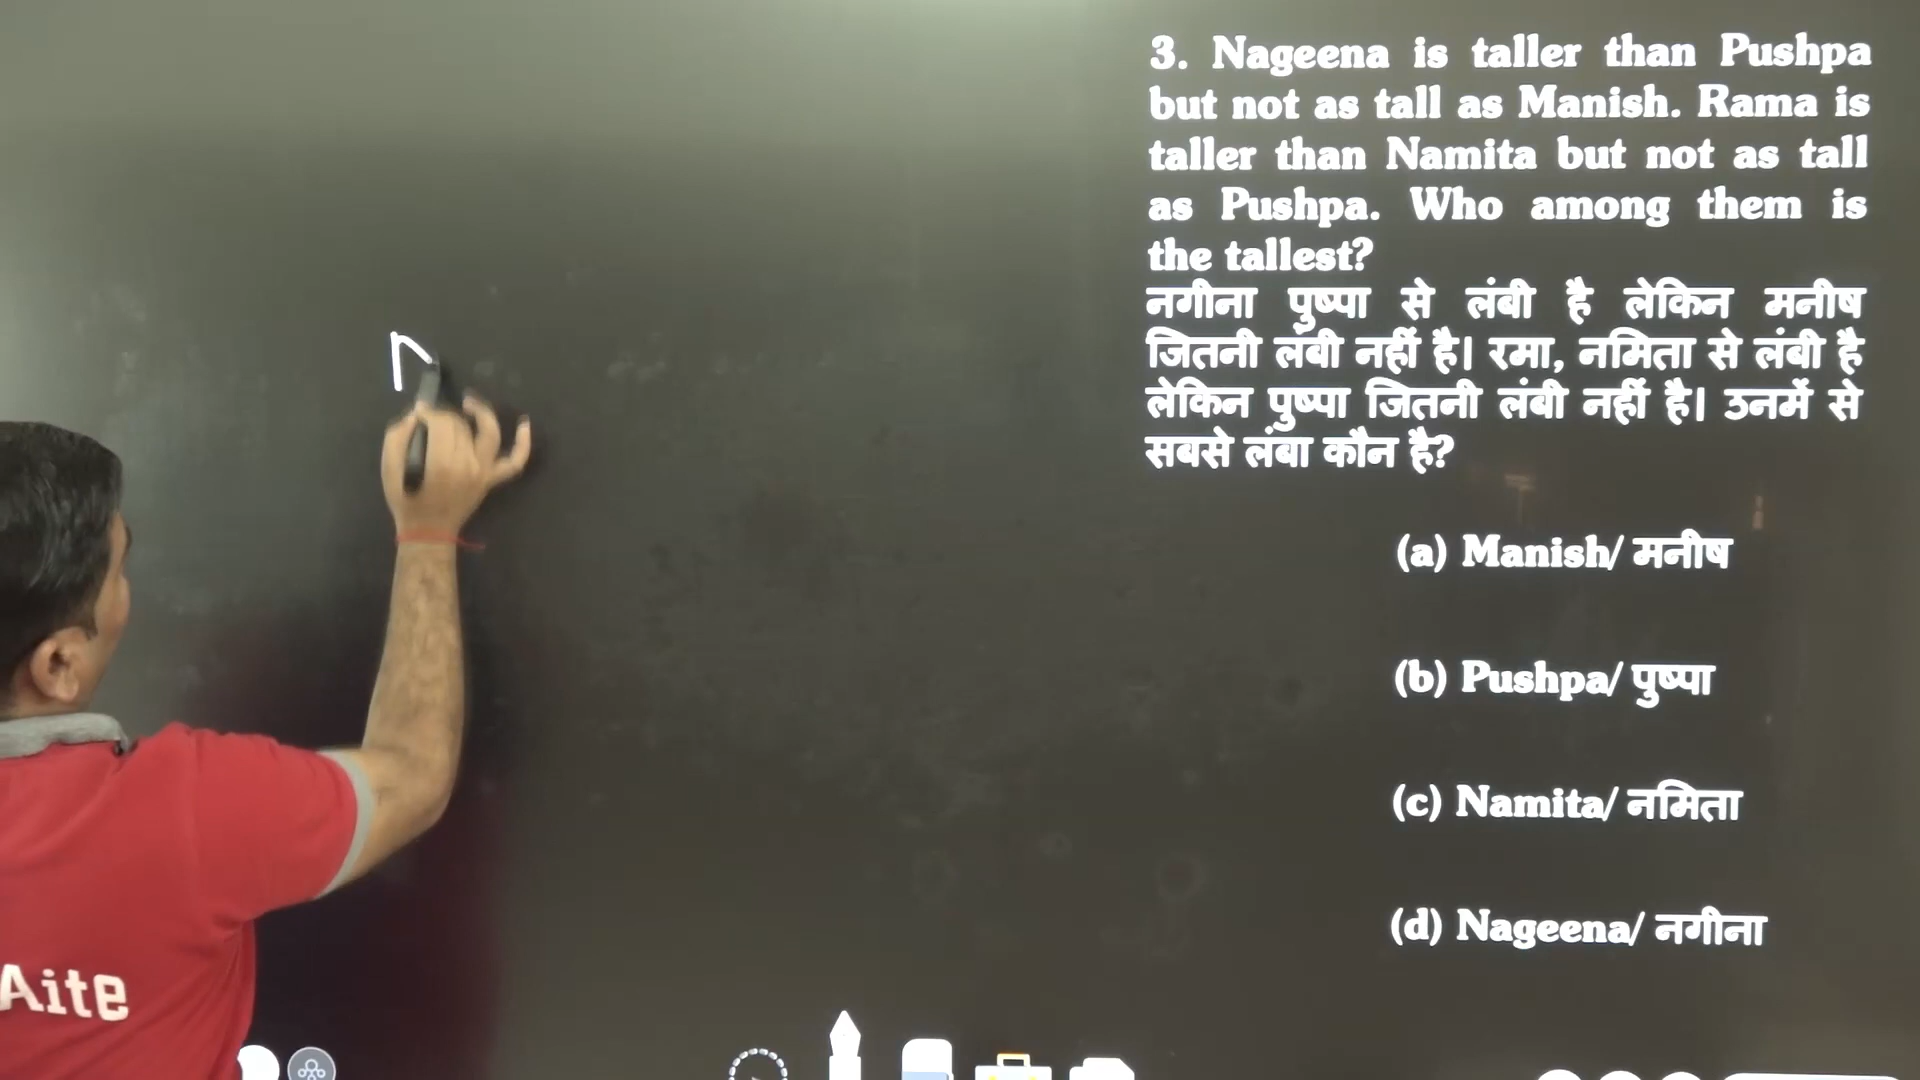 3. Nageena is taller than Pushpa
but not as tall as Manish. Rama is
taller than Namita but not as tall
as Pushpa. Who among them is
the tallest?
नगीना पुष्पा से लंबी है लेकिन मनीष
जितनी लंबी नहीं है। रमा, नमिता से लंबी है
लेकिन पुष्पा जितनी लंबी नहीं है। उनमें से
सबसे लंबा कौन है?
(a) Manish/ मनीष
(b) Pushpa/ पुष्पा
(c) Namita/ नमिता
(d) Nageena/ नगीना
Aite